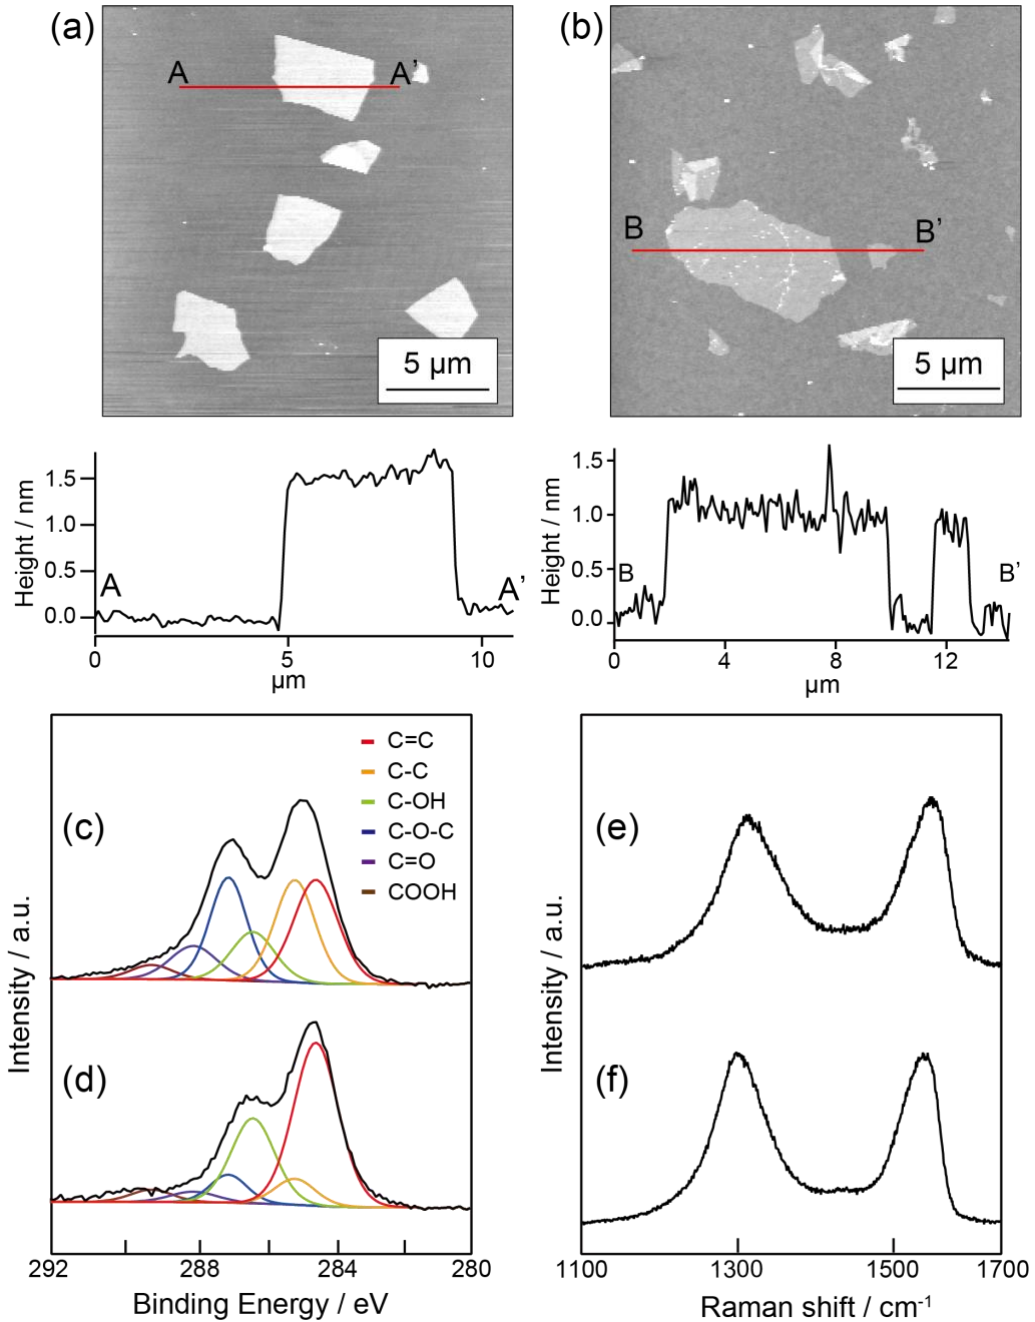 (a)
A
A’
5 μm
(b)
B
B’
5 μm
Height / nm
1.5
1.0
0.5
0.0
A
A’
0
5
10
μm
Height / nm
1.5
1.0
0.5
0.0
B
B’
0
4
8
12
μm
Intensity / a.u.
(c)
C=C
C-C
C-OH
C-O-C
C=O
COOH
(d)
292
288
284
280
Binding Energy / eV
Intensity / a.u.
(e)
(f)
1100
1300
1500
1700
Raman shift / cm-1